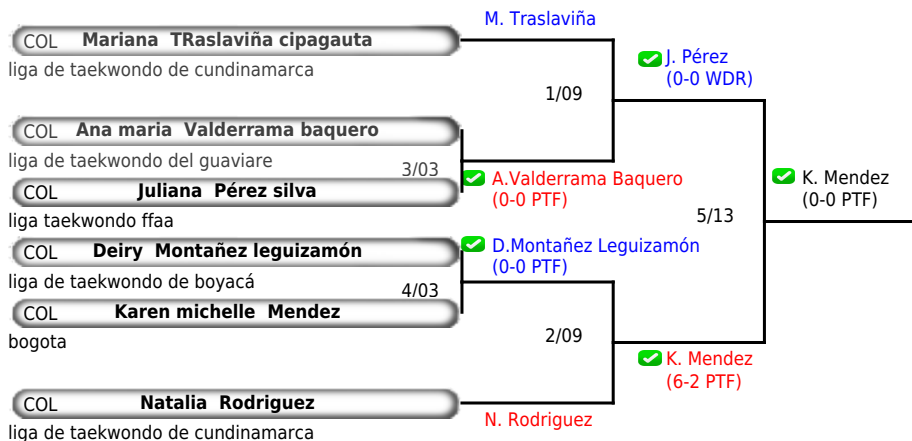 M. Traslaviña
COL Mariana TRaslaviña cipagauta
liga de taekwondo de cundinamarca
J. Pérez
(0-0 WDR)
1/09
COL Ana maria Valderrama baquero
liga de taekwondo del guaviare
3/03
COL Juliana Pérez silva
liga taekwondo ffaa
A.Valderrama Baquero
(0-0 PTF)
K. Mendez
(0-0 PTF)
5/13
COL Deiry Montañez leguizamón
liga de taekwondo de boyacá
D.Montañez Leguizamón
(0-0 PTF)
4/03
COL Karen michelle Mendez
bogota
2/09
K. Mendez
(6-2 PTF)
COL Natalia Rodriguez
liga de taekwondo de cundinamarca
N. Rodriguez